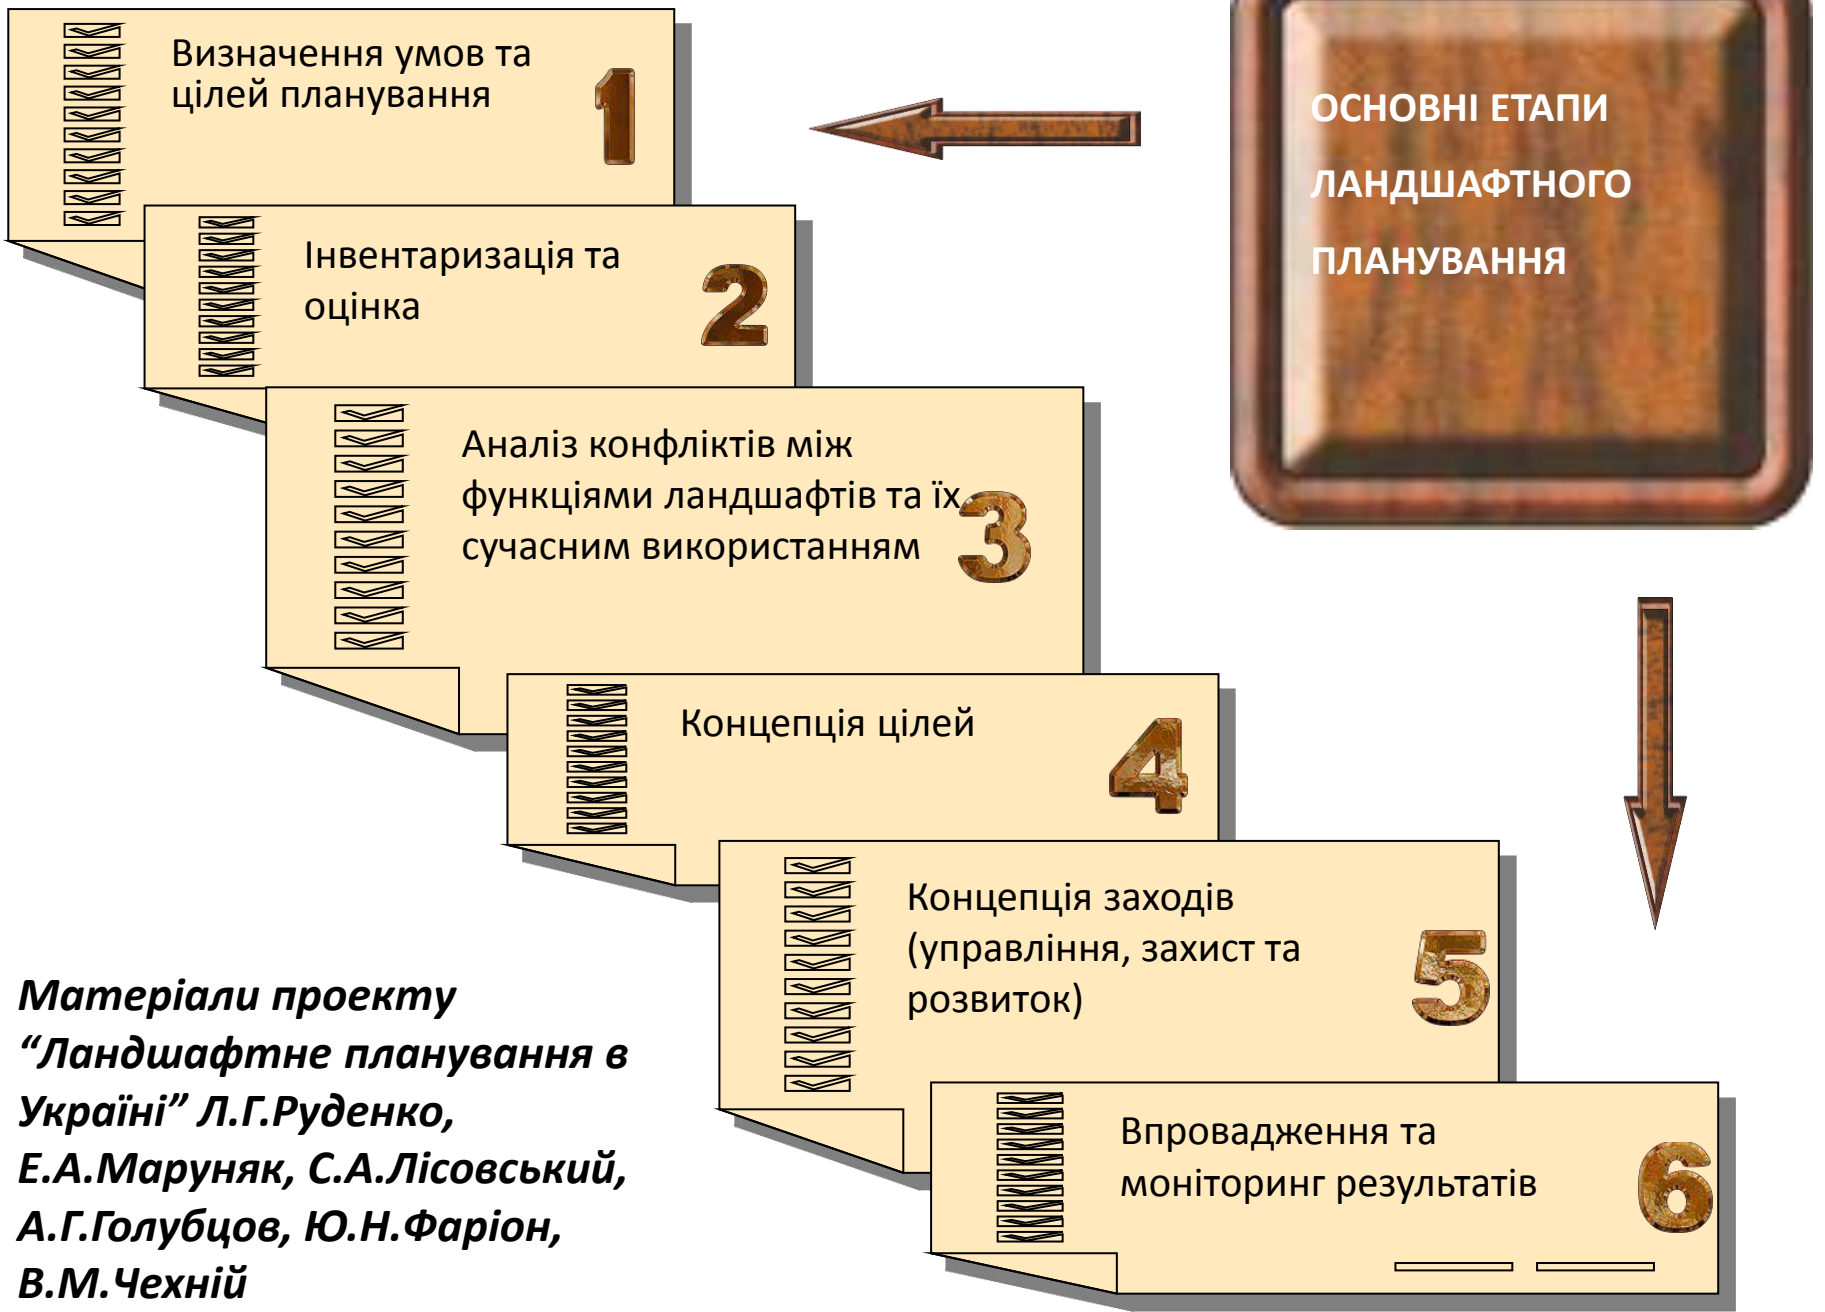 ОСНОВНІ ЕТАПИ
ЛАНДШАФТНОГО
ПЛАНУВАННЯ
Визначення умов та
цілей планування
1
Інвентаризація та
оцінка
2
Аналіз конфліктів між
функціями ландшафтів та їх
сучасним використанням
3
Концепція цілей
4
Концепція заходів
(управління, захист та
розвиток)
5
Впровадження та
моніторинг результатів
6
Матеріали проекту
“Ландшафтне планування в
Україні” Л.Г.Руденко,
Е.А.Маруняк, С.А.Лісовський,
А.Г.Голубцов, Ю.Н.Фаріон,
В.М.Чехній